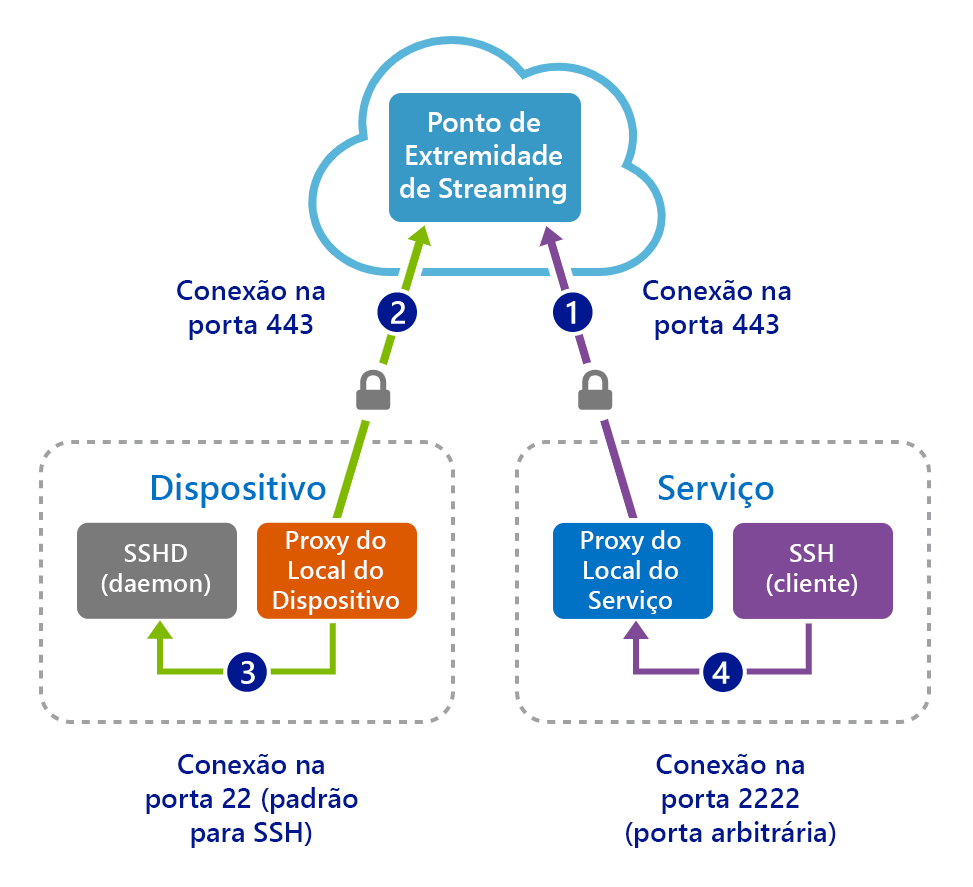 Ponto de
Extremidade
de Streaming
Conexão na
porta 443
2
1
Conexão na
porta 443
Dispositivo
SSHD
(daemon)
Proxy do
Local do
Dispositivo
3
Serviço
Proxy do
Local do
Serviço
SSH
(cliente)
4
Conexão na
porta 22 (padrão
para SSH)
Conexão na
porta 2222
(porta arbitrária)